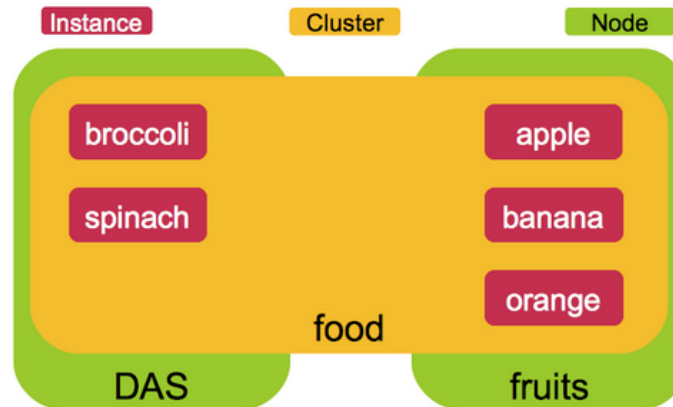 Instance Cluster Node
broccoli apple
spinach banana
orange
food
DAS fruits